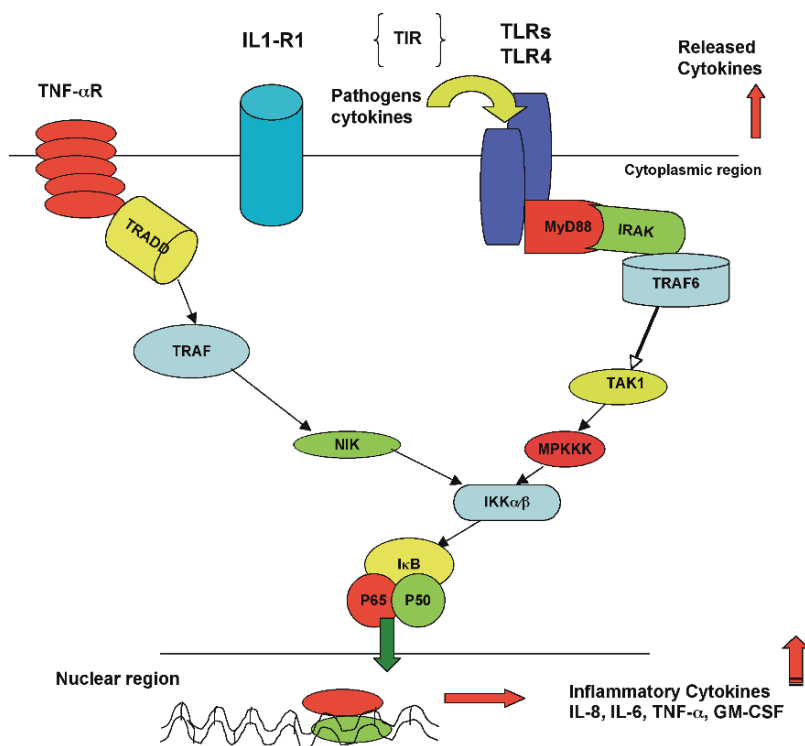 IL1-R1
{ TIR }
TLRs
TLR4
Released
Cytokines
TNF-αR
Pathogens
cytokines
Cytoplasmic region
TRADD
MyD88
IRAK
TRAF6
TRAF
TAK1
NIK
MPKKK
IKKα/β
IκB
P65
P50
Nuclear region
Inflammatory Cytokines
IL-8, IL-6, TNF-α, GM-CSF